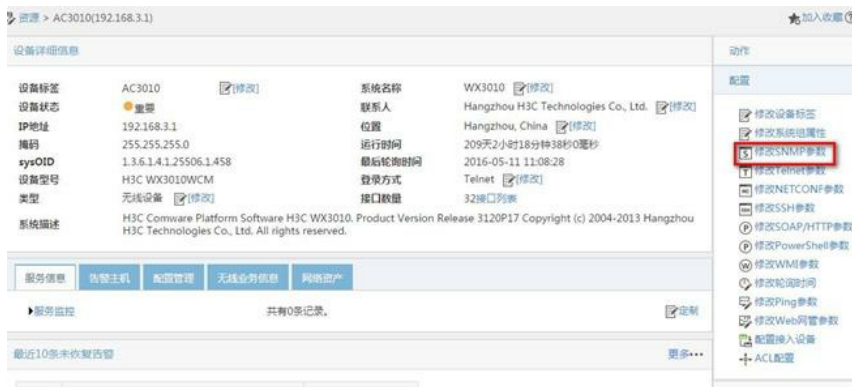 资源 > AC3010(192.168.3.1)
加入收藏
设备详细信息
设备标签 AC3010 [修改] 系统名称 WX3010 [修改]
设备状态 重要 联系人 Hangzhou H3C Technologies Co., Ltd. [修改]
IP地址 192.168.3.1 位置 Hangzhou, China [修改]
掩码 255.255.255.0 运行时间 209天2小时18分钟38秒0毫秒
sysOID 1.3.6.1.4.1.25506.1.458 最后轮询时间 2016-05-11 11:08:28
设备型号 H3C WX3010WCM 登录方式 Telnet [修改]
类型 无线设备 [修改] 接口数量 32接口列表
系统描述 H3C Comware Platform Software H3C WX3010. Product Version Release 3120P17 Copyright (c) 2004-2013 Hangzhou
H3C Technologies Co., Ltd. All rights reserved.
服务信息 告警主机 配置管理 无线业务信息 网络资产
服务监控 共有0条记录。 定制
最近10条未恢复告警 更多...
动作
配置
修改设备标签
修改系统组属性
修改SNMP参数
修改Telnet参数
修改NETCONF参数
修改SSH参数
修改SOAP/HTTP参数
修改PowerShell参数
修改WMI参数
修改轮询时间
修改Ping参数
修改Web网管参数
配置接入设备
ACL配置